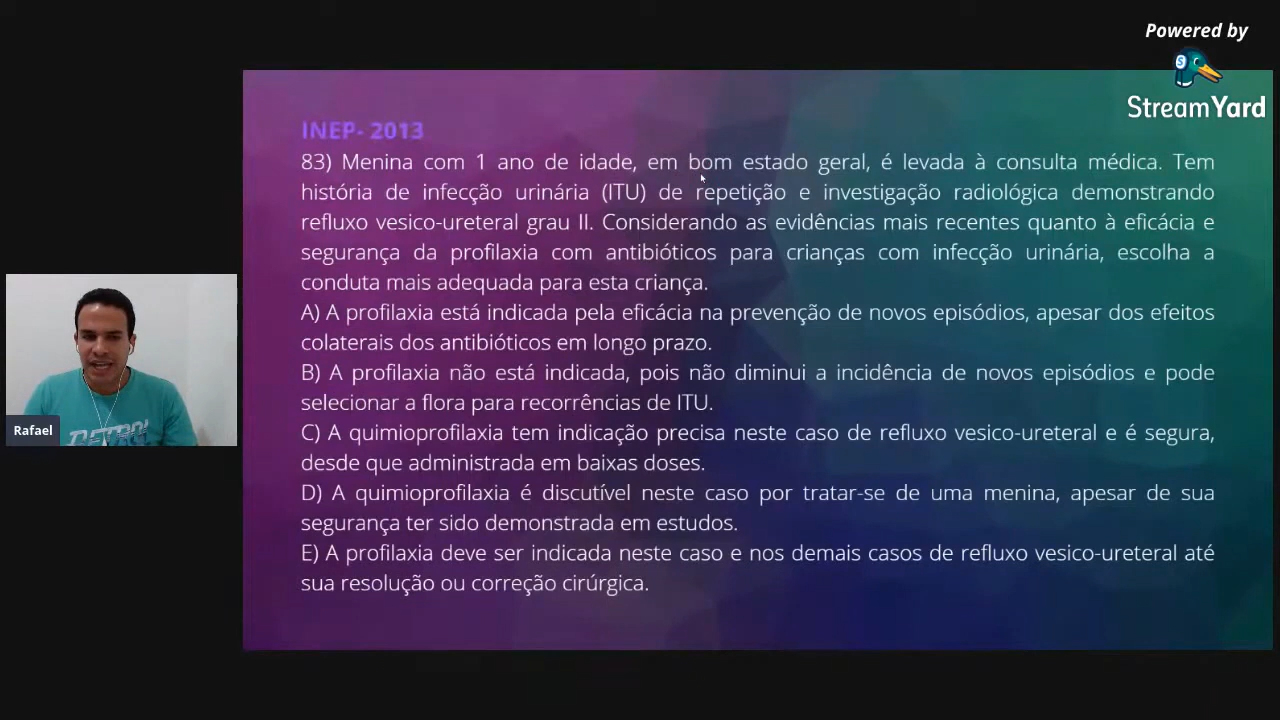 Powered by
StreamYard
INEP- 2013
83) Menina com 1 ano de idade, em bom estado geral, é levada à consulta médica. Tem
história de infecção urinária (ITU) de repetição e investigação radiológica demonstrando
refluxo vesico-ureteral grau II. Considerando as evidências mais recentes quanto à eficácia e
segurança da profilaxia com antibióticos para crianças com infecção urinária, escolha a
conduta mais adequada para esta criança.
A) A profilaxia está indicada pela eficácia na prevenção de novos episódios, apesar dos efeitos
colaterais dos antibióticos em longo prazo.
B) A profilaxia não está indicada, pois não diminui a incidência de novos episódios e pode
selecionar a flora para recorrências de ITU.
C) A quimioprofilaxia tem indicação precisa neste caso de refluxo vesico-ureteral e é segura,
desde que administrada em baixas doses.
D) A quimioprofilaxia é discutível neste caso por tratar-se de uma menina, apesar de sua
segurança ter sido demonstrada em estudos.
E) A profilaxia deve ser indicada neste caso e nos demais casos de refluxo vesico-ureteral até
sua resolução ou correção cirúrgica.
Rafael